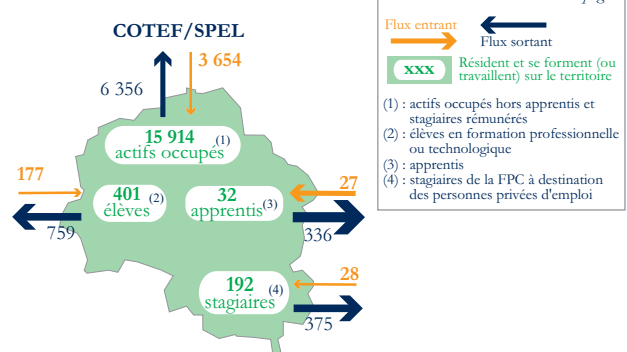 COTEF/SPEL
3 654
6 356
15 914 (1)
actifs occupés
177
401
élèves (2)
32
apprentis(3)
27
759
336
192
stagiaires (4)
28
375
Flux entrant
Flux sortant
xxx
Résident et se forment (ou
travaillent) sur le territoire
(1) : actifs occupés hors apprentis et
stagiaires rémunérés
(2) : élèves en formation professionnelle
ou technologique
(3) : apprentis
(4) : stagiaires de la FPC à destination
des personnes privées d'emploi